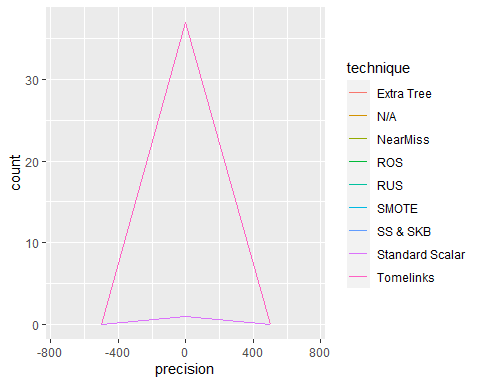 technique
Extra Tree
N/A
NearMiss
ROS
RUS
SMOTE
SS & SKB
Standard Scalar
Tomelinks
count
30
20
10
0
-800
-400
0
400
800
precision